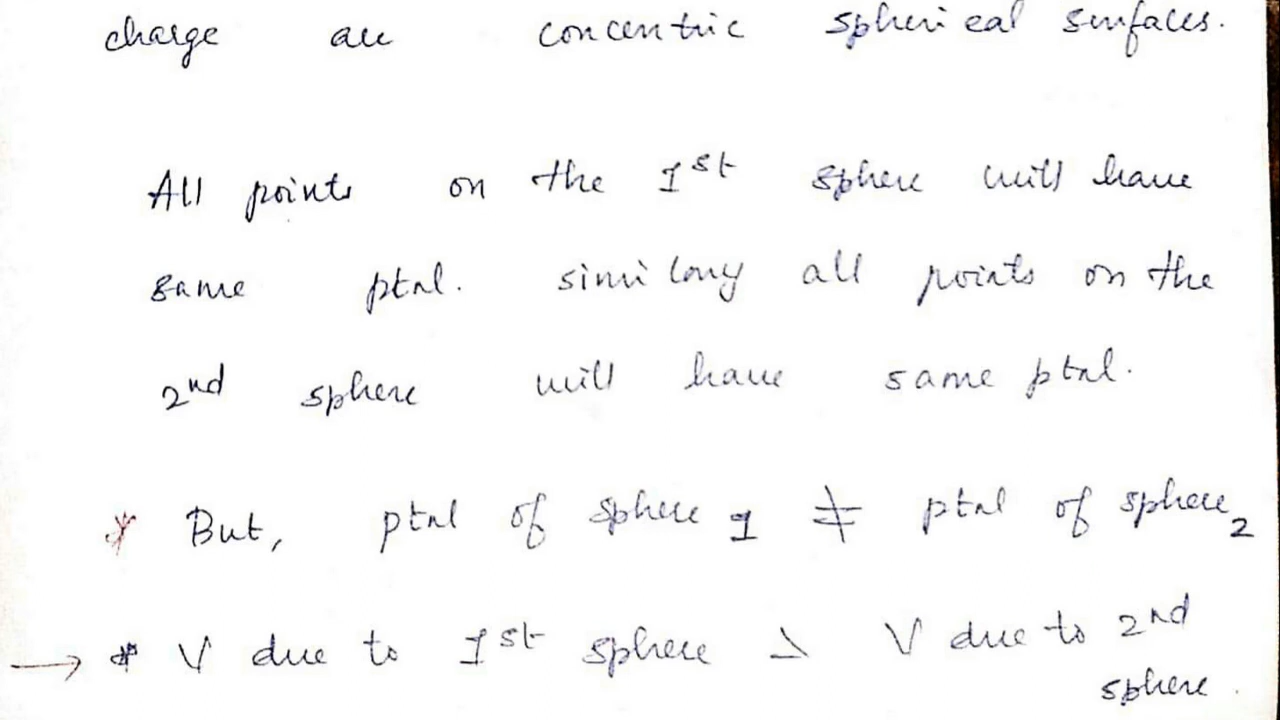 charge are concentric spherical surfaces.
All points on the 1st sphere will have
same ptnl. similarly all points on the
2nd sphere will have same ptnl.
* But, ptnl of sphere 1 ≠ ptnl of sphere 2
→ * V due to 1st sphere > V due to 2nd
sphere.